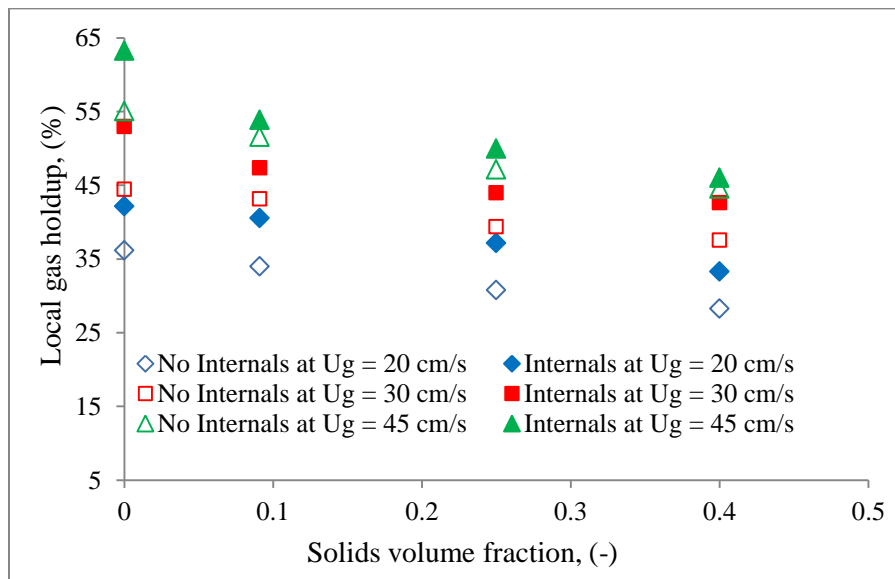 65
55
45
35
25
15
5
Local gas holdup, (%)
No Internals at Ug = 20 cm/s Internals at Ug = 20 cm/s
No Internals at Ug = 30 cm/s Internals at Ug = 30 cm/s
No Internals at Ug = 45 cm/s Internals at Ug = 45 cm/s
0 0.1 0.2 0.3 0.4 0.5
Solids volume fraction, (-)